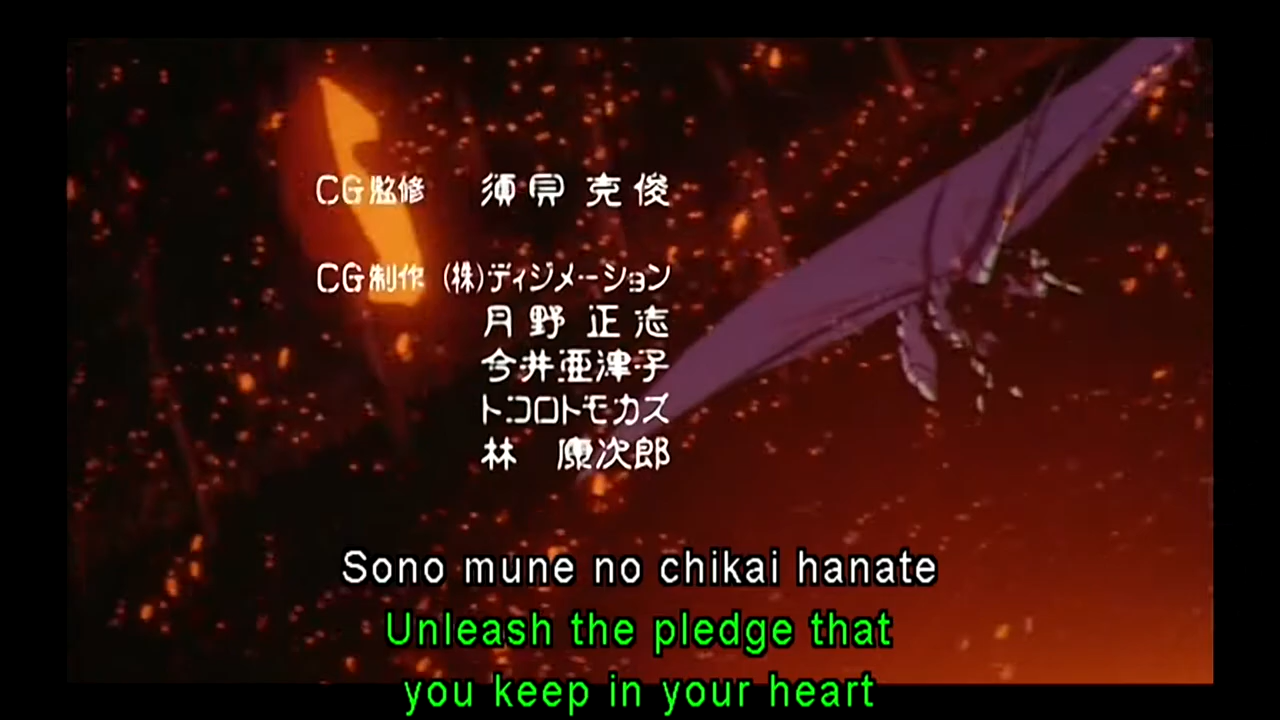 CG監修 須貝 克俊
CG制作 (株)ディジメーション
月野 正志
今井亜津子
トコロトモカズ
林 康次郎
Sono mune no chikai hanate
Unleash the pledge that
you keep in your heart